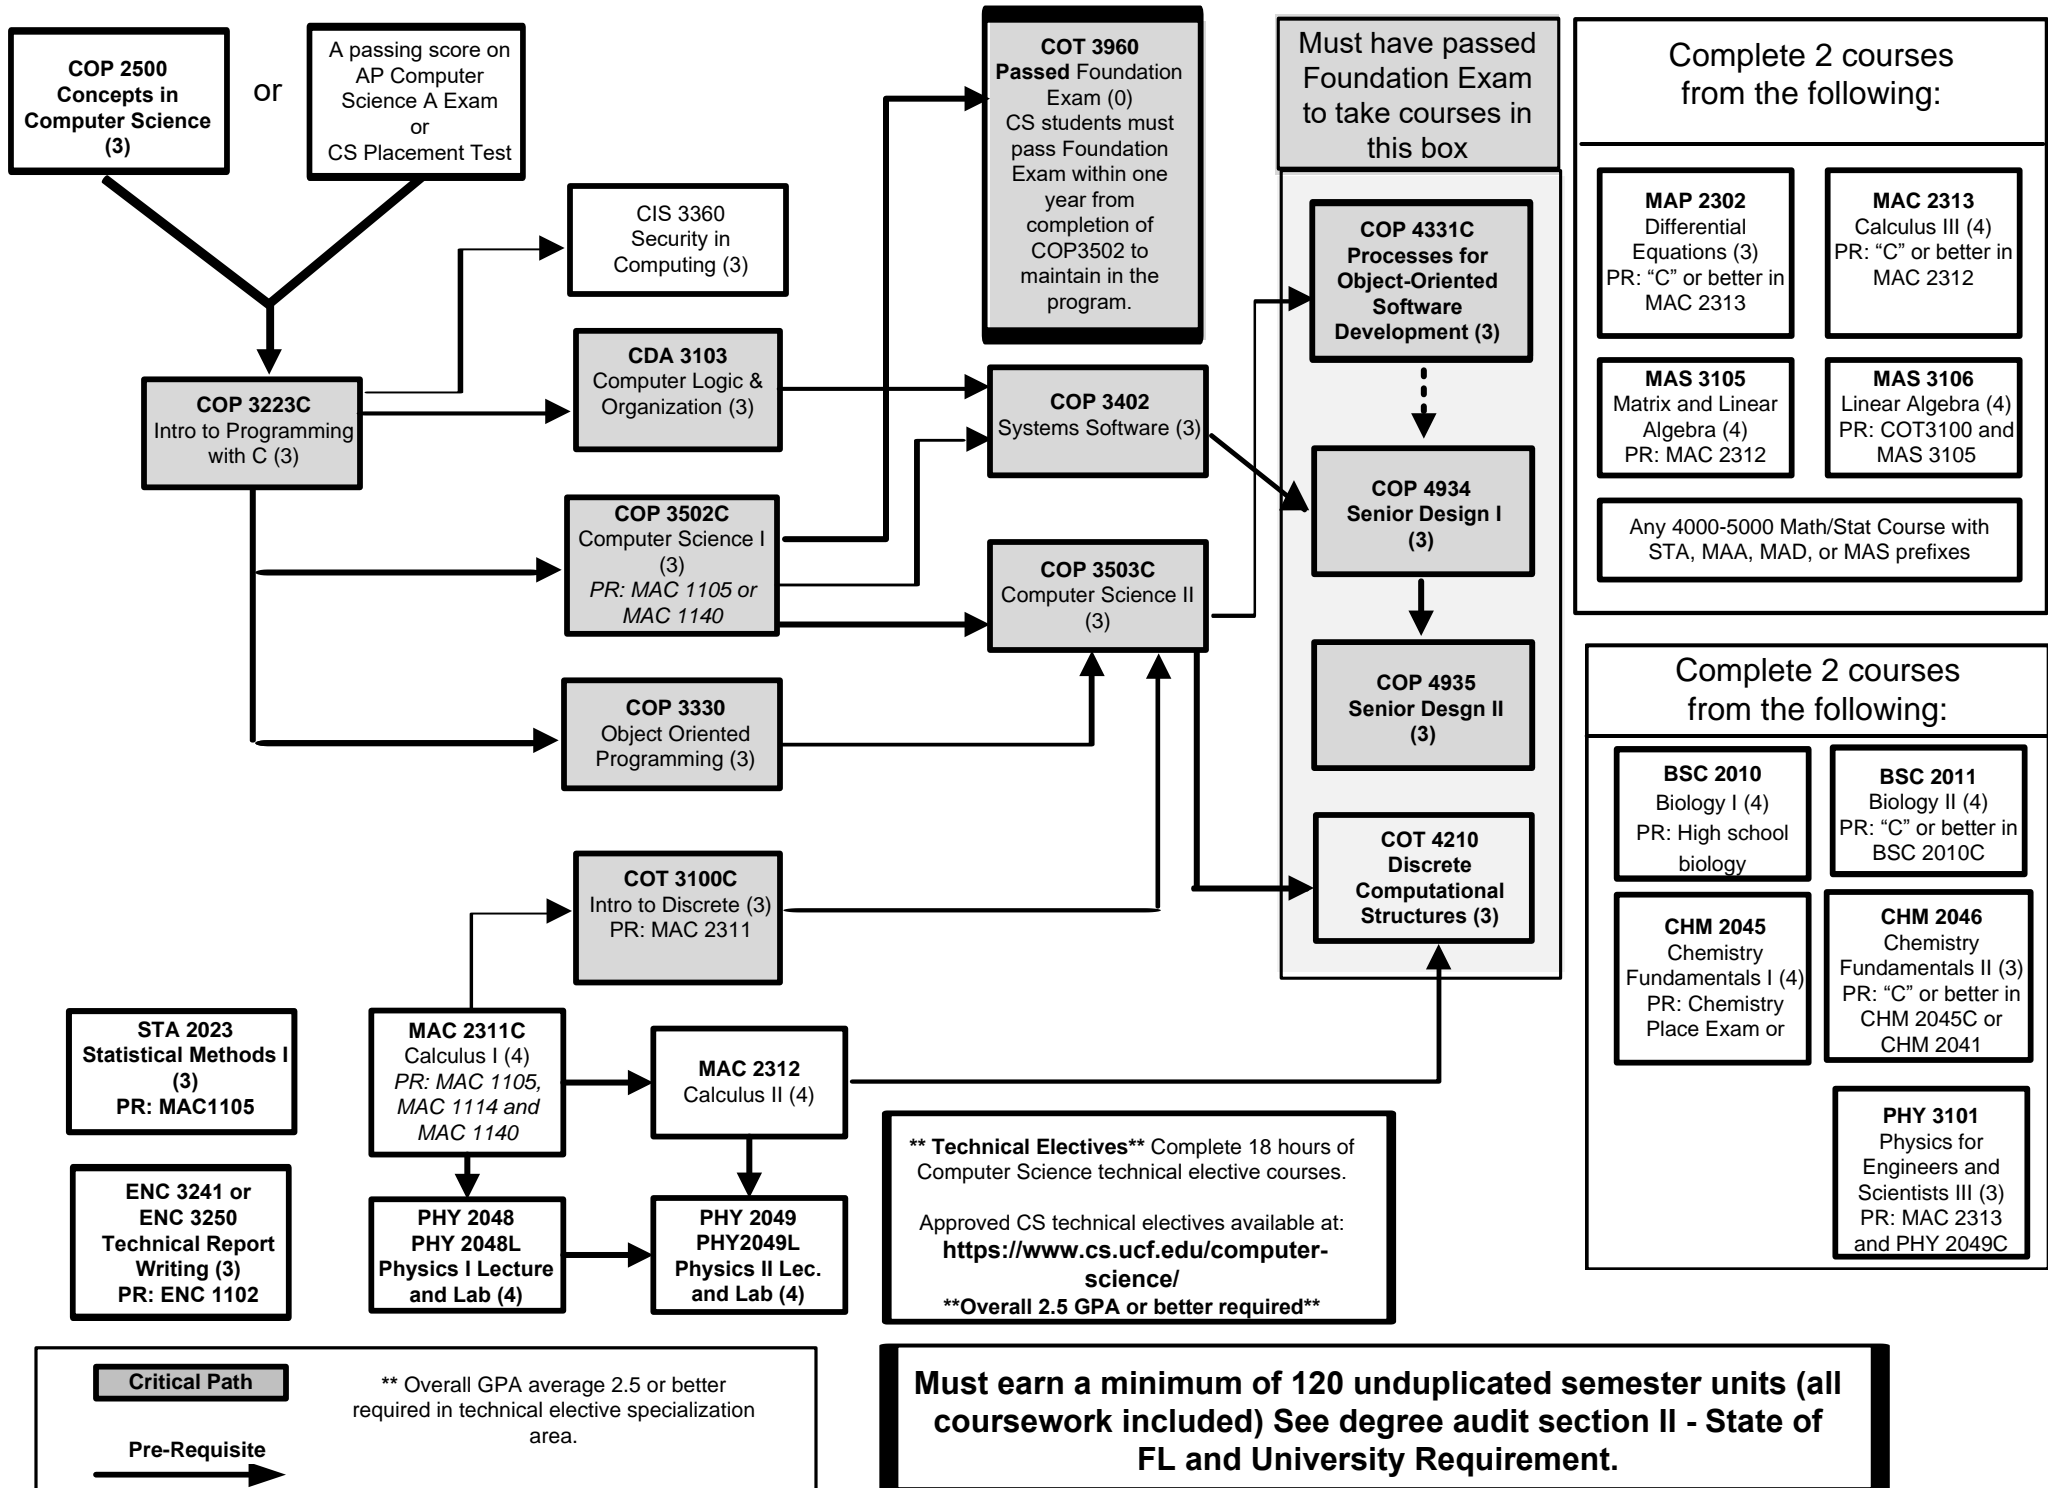 COP 2500
Concepts in
Computer Science
(3)
or
A passing score on
AP Computer
Science A Exam
or
CS Placement Test
COP 3223C
Intro to Programming
with C (3)
CIS 3360
Security in
Computing (3)
CDA 3103
Computer Logic &
Organization (3)
COP 3502C
Computer Science I
(3)
PR: MAC 1105 or
MAC 1140
COP 3330
Object Oriented
Programming (3)
COT 3100C
Intro to Discrete (3)
PR: MAC 2311
COT 3960
Passed Foundation
Exam (0)
CS students must
pass Foundation
Exam within one
year from
completion of
COP3502 to
maintain in the
program.
COP 3402
Systems Software (3)
COP 3503C
Computer Science II
(3)
Must have passed
Foundation Exam
to take courses in
this box
COP 4331C
Processes for
Object-Oriented
Software
Development (3)
COP 4934
Senior Design I
(3)
COP 4935
Senior Desgn II
(3)
COT 4210
Discrete
Computational
Structures (3)
Complete 2 courses
from the following:
MAP 2302
Differential
Equations (3)
PR: “C” or better in
MAC 2313
MAC 2313
Calculus III (4)
PR: “C” or better in
MAC 2312
MAS 3105
Matrix and Linear
Algebra (4)
PR: MAC 2312
MAS 3106
Linear Algebra (4)
PR: COT3100 and
MAS 3105
Any 4000-5000 Math/Stat Course with
STA, MAA, MAD, or MAS prefixes
Complete 2 courses
from the following:
BSC 2010
Biology I (4)
PR: High school
biology
BSC 2011
Biology II (4)
PR: “C” or better in
BSC 2010C
CHM 2045
Chemistry
Fundamentals I (4)
PR: Chemistry
Place Exam or
CHM 2046
Chemistry
Fundamentals II (3)
PR: “C” or better in
CHM 2045C or
CHM 2041
PHY 3101
Physics for
Engineers and
Scientists III (3)
PR: MAC 2313
and PHY 2049C
STA 2023
Statistical Methods I
(3)
PR: MAC1105
ENC 3241 or
ENC 3250
Technical Report
Writing (3)
PR: ENC 1102
MAC 2311C
Calculus I (4)
PR: MAC 1105,
MAC 1114 and
MAC 1140
MAC 2312
Calculus II (4)
PHY 2048
PHY 2048L
Physics I Lecture
and Lab (4)
PHY 2049
PHY2049L
Physics II Lec.
and Lab (4)
** Technical Electives** Complete 18 hours of
Computer Science technical elective courses.
Approved CS technical electives available at:
https://www.cs.ucf.edu/computer-
science/
**Overall 2.5 GPA or better required**
Critical Path
Pre-Requisite
** Overall GPA average 2.5 or better
required in technical elective specialization
area.
Must earn a minimum of 120 unduplicated semester units (all
coursework included) See degree audit section II - State of
FL and University Requirement.